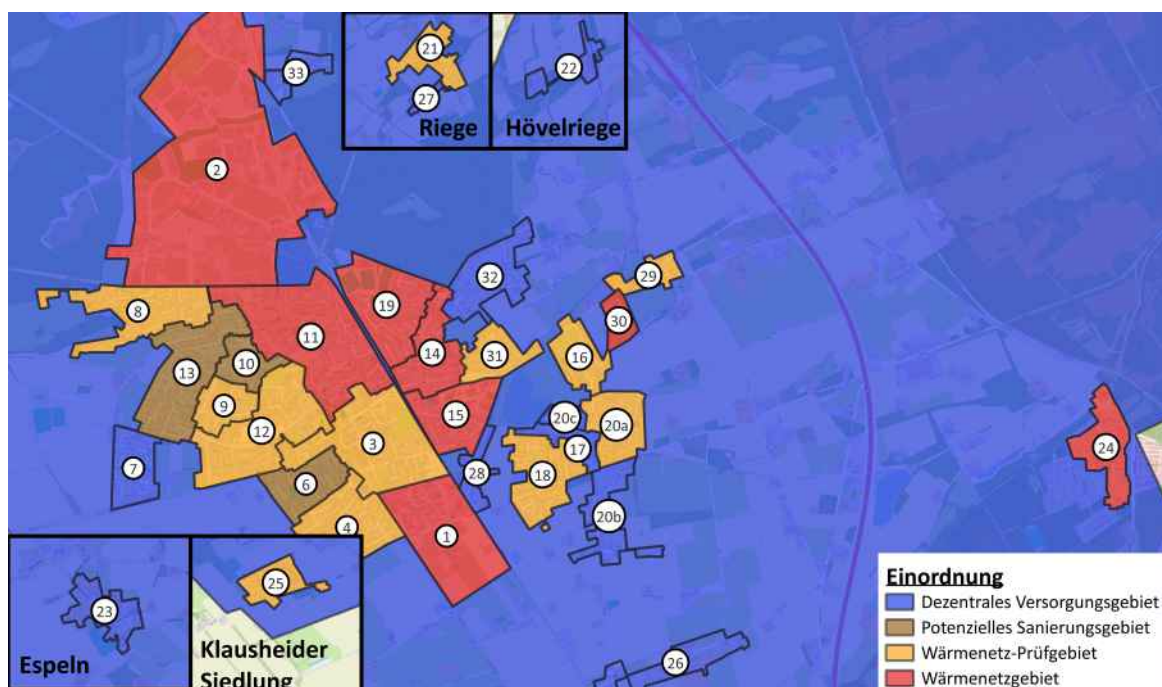 33
21
27
Riege
22
Hövelriege
2
32
29
8
19
30
11
14
31
16
10
13
9
15
20c
20a
12
3
17
7
28
18
24
6
20b
4
1
25
23
Espeln
Klausheider
Siedlung
26
Einordnung
Dezentrales Versorgungsgebiet
Potenzielles Sanierungsgebiet
Wärmenetz-Prüfgebiet
Wärmenetzgebiet